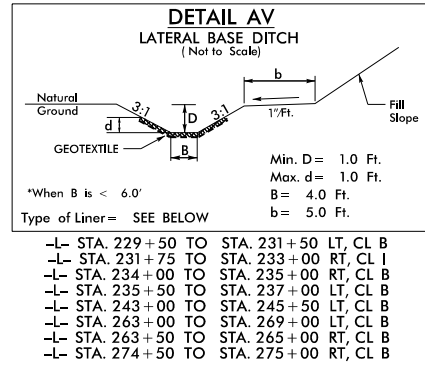 DETAIL AV
LATERAL BASE DITCH
( Not to Scale)
b
Natural
Ground
3:1
D
3:1
1"/Ft.
d
Fill
Slope
GEOTEXTILE
B
Min. D= 1.0 Ft.
Max. d= 1.0 Ft.
*When B is < 6.0'
B= 4.0 Ft.
b= 5.0 Ft.
Type of Liner= SEE BELOW
-L- STA. 229+50 TO STA. 231+50 LT, CL B
-L- STA. 231+75 TO STA. 233+00 RT, CL I
-L- STA. 234+00 TO STA. 235+00 RT, CL B
-L- STA. 235+50 TO STA. 237+00 LT, CL B
-L- STA. 243+00 TO STA. 245+50 LT, CL B
-L- STA. 263+00 TO STA. 269+00 LT, CL B
-L- STA. 263+50 TO STA. 265+00 RT, CL B
-L- STA. 274+50 TO STA. 275+00 RT, CL B